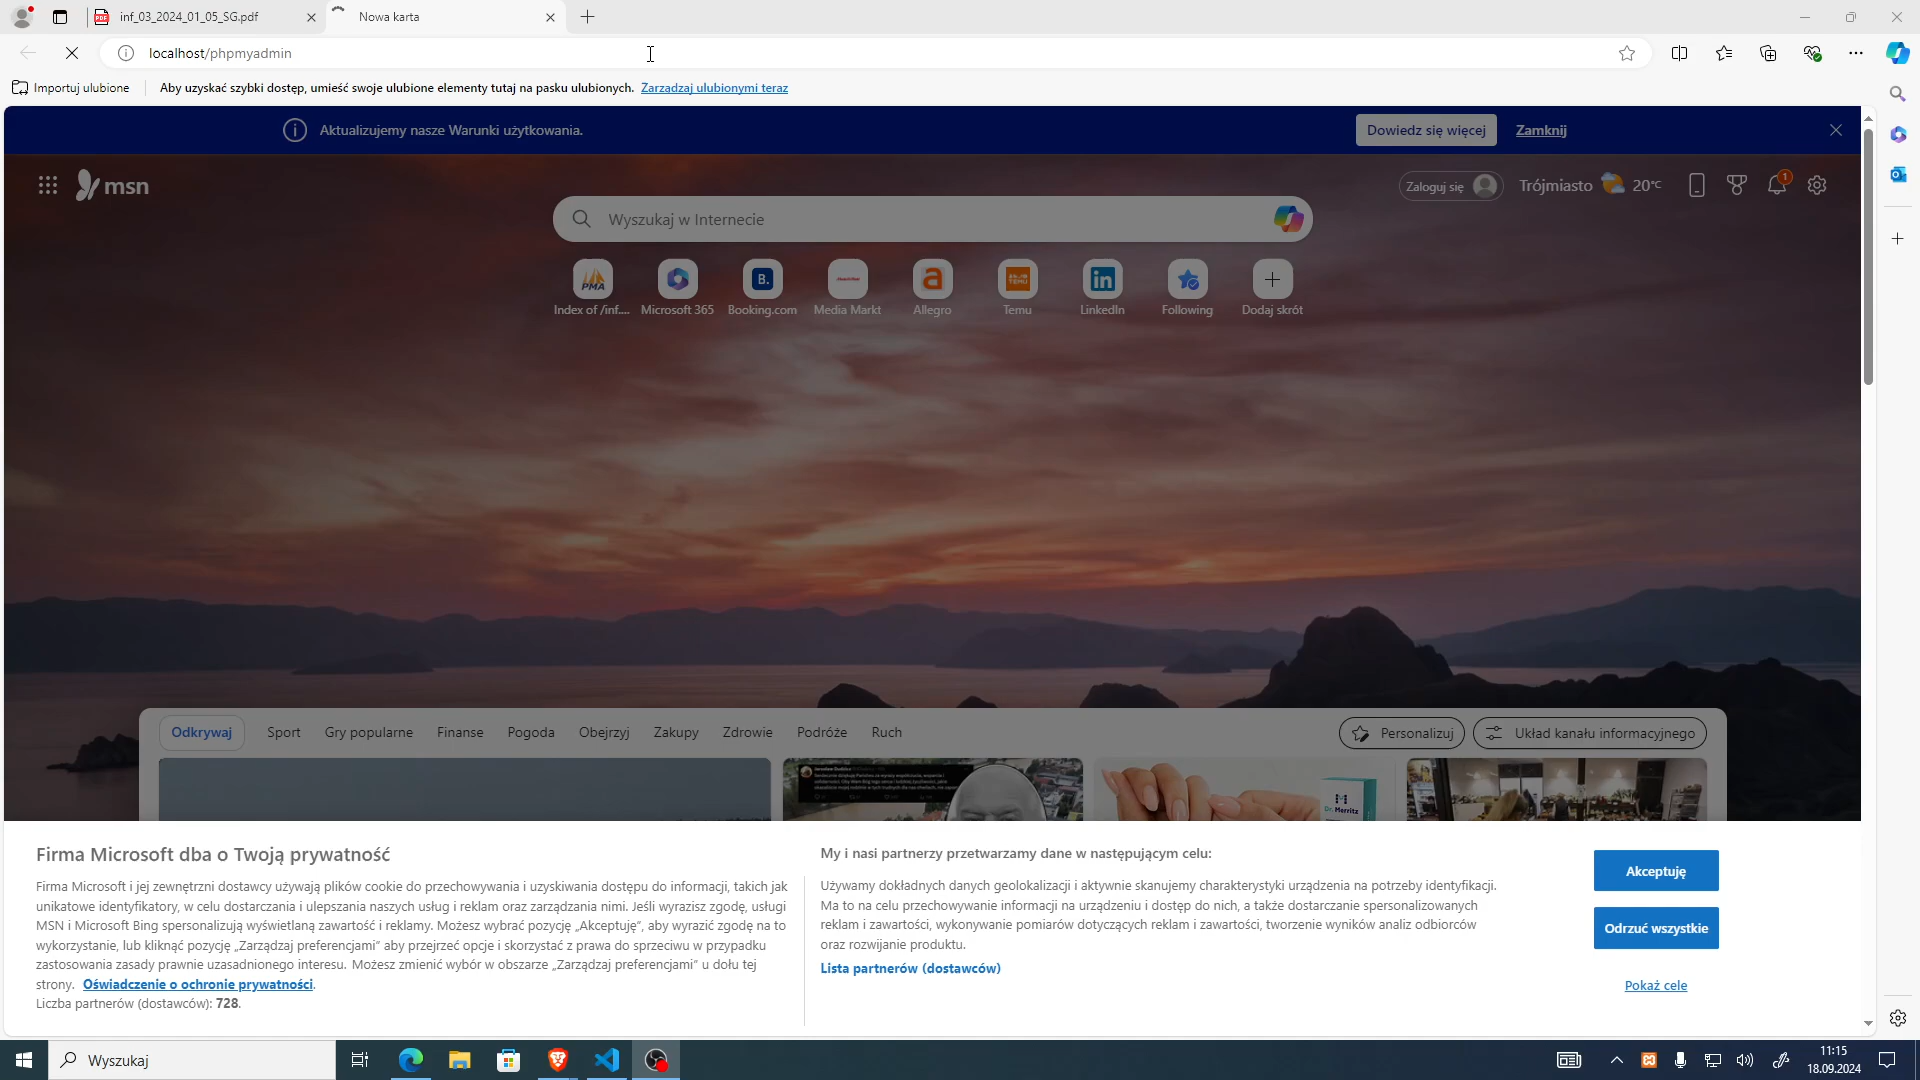 inf_03_2024_01_05_SG.pdf
Nowa karta
localhost/phpmyadmin
Importuj ulubione
Aby uzyskać szybki dostęp, umieść swoje ulubione elementy tutaj na pasku ulubionych. Zarządzaj ulubionymi teraz
Aktualizujemy nasze Warunki użytkowania.
Dowiedz się więcej
Zamknij
msn
Zaloguj się
Trójmiasto
20°C
1
Wyszukaj w Internecie
PMA
B.
a
TEMU
in
Index of /inf....
Microsoft 365
Booking.com
Media Markt
Allegro
Temu
LinkedIn
Following
Dodaj skrót
Odkrywaj
Sport
Gry popularne
Finanse
Pogoda
Obejrzyj
Zakupy
Zdrowie
Podróże
Ruch
Personalizuj
Układ kanału informacyjnego
Dr. Merritz
Firma Microsoft dba o Twoją prywatność
Firma Microsoft i jej zewnętrzni dostawcy używają plików cookie do przechowywania i uzyskiwania dostępu do informacji, takich jak
unikatowe identyfikatory, w celu dostarczania i ulepszania naszych usług i reklam oraz zarządzania nimi. Jeśli wyrazisz zgodę, usługi
MSN i Microsoft Bing spersonalizują wyświetlaną zawartość i reklamy. Możesz wybrać pozycję „Akceptuję”, aby wyrazić zgodę na to
wykorzystanie, lub kliknąć pozycję „Zarządzaj preferencjami” aby przejrzeć opcje i skorzystać z prawa do sprzeciwu w przypadku
zastosowania zasady prawnie uzasadnionego interesu. Możesz zmienić wybór w obszarze „Zarządzaj preferencjami” u dołu tej
strony. Oświadczenie o ochronie prywatności.
Liczba partnerów (dostawców): 728.
My i nasi partnerzy przetwarzamy dane w następującym celu:
Używamy dokładnych danych geolokalizacji i aktywnie skanujemy charakterystyki urządzenia na potrzeby identyfikacji.
Ma to na celu przechowywanie informacji na urządzeniu i dostęp do nich, a także dostarczanie spersonalizowanych
reklam i zawartości, wykonywanie pomiarów dotyczących reklam i zawartości, tworzenie wyników analiz odbiorców
oraz rozwijanie produktu.
Lista partnerów (dostawców)
Akceptuję
Odrzuć wszystkie
Pokaż cele
Wyszukaj
11:15
18.09.2024